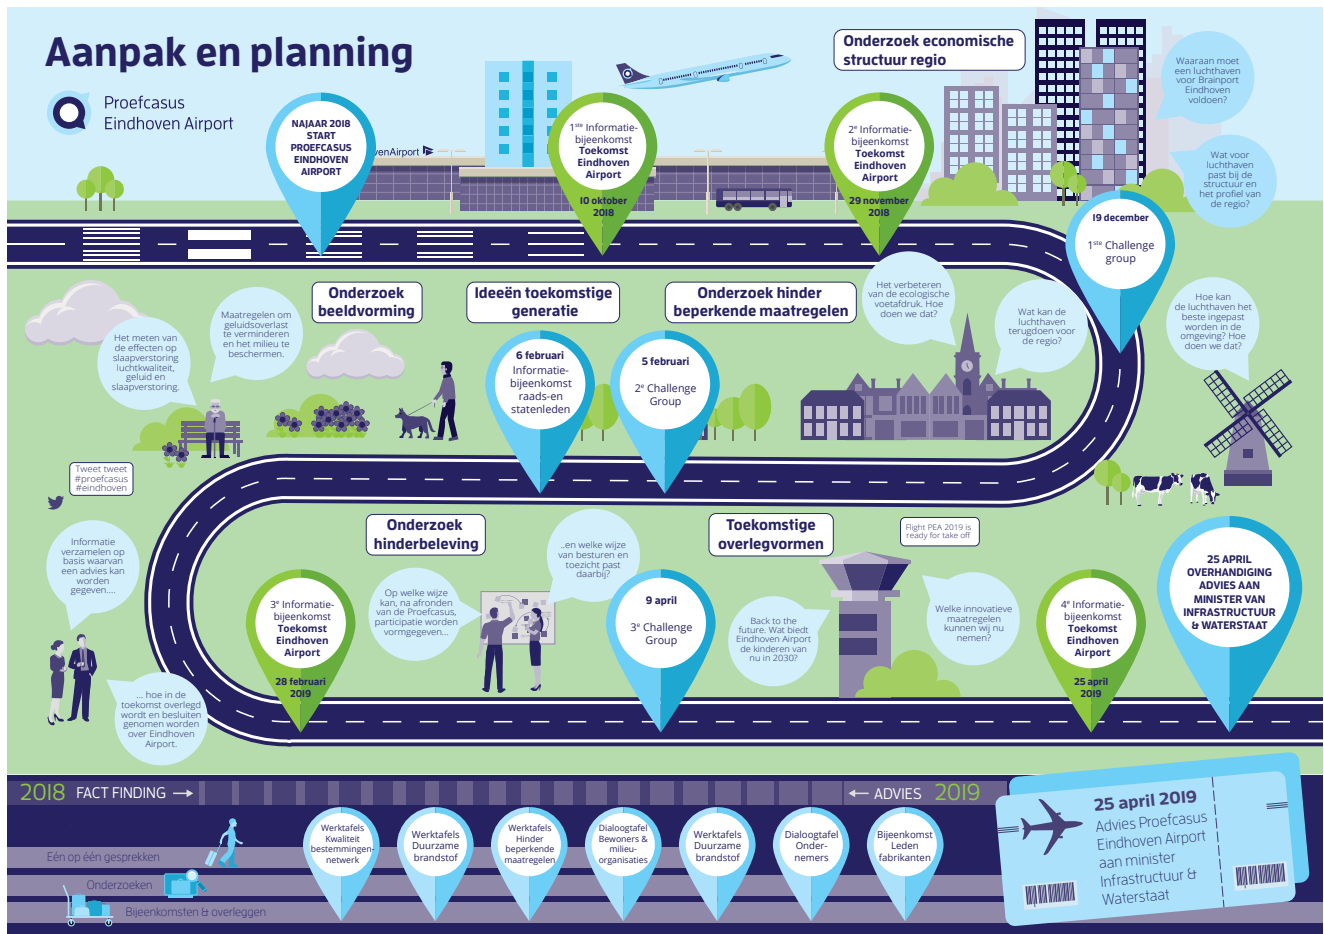 Aanpak en planning
Proefcasus
Eindhoven Airport
NAJAAR 2018
START
PROEFCASUS
EINDHOVEN
AIRPORT
venAirport
1ste Informatie-
bijeenkomst
Toekomst
Eindhoven
Airport
10 oktober
2018
Onderzoek economische
structuur regio
2e Informatie-
bijeenkomst
Toekomst
Eindhoven
Airport
29 november
2018
Waaraan moet
een luchthaven
voor Brainport
Eindhoven
voldoen?
Wat voor
luchthaven
past bij de
structuur en
het profiel van
de regio?
19 december
1ste Challenge
group
Het meten van
de effecten op
slaapverstoring
luchtkwaliteit,
geluid en
slaapverstoring.
Maatregelen om
geluidsoverlast
te verminderen
en het milieu te
beschermen.
Onderzoek
beeldvorming
Ideeën toekomstige
generatie
Onderzoek hinder
beperkende maatregelen
Het verbeteren
van de ecologische
voetafdruk. Hoe
doen we dat?
Wat kan de
luchthaven
terugdoen voor
de regio?
Hoe kan
de luchthaven het
beste ingepast
worden in de
omgeving? Hoe
doen we dat?
6 februari
Informatie-
bijeenkomst
raads-en
statenleden
5 februari
2e Challenge
Group
Tweet tweet
#proefcasus
#eindhoven
Informatie
verzamelen op
basis waarvan
een advies kan
worden
gegeven....
... hoe in de
toekomst overlegd
wordt en besluiten
genomen worden
over Eindhoven
Airport.
3e Informatie-
bijeenkomst
Toekomst
Eindhoven
Airport
28 februari
2019
Onderzoek
hinderbeleving
Op welke wijze
kan, na afronden
van de Proefcasus,
participatie worden
vormgegeven...
..en welke wijze
van besturen en
toezicht past
daarbij?
9 april
3e Challenge
Group
Toekomstige
overlegvormen
Back to the
future. Wat biedt
Eindhoven Airport
de kinderen van
nu in 2030?
Flight PEA 2019 is
ready for take off
Welke innovatieve
maatregelen
kunnen wij nu
nemen?
4e Informatie-
bijeenkomst
Toekomst
Eindhoven
Airport
25 april
2019
25 APRIL
OVERHANDIGING
ADVIES AAN
MINISTER VAN
INFRASTRUCTUUR
& WATERSTAAT
2018 FACT FINDING →
← ADVIES 2019
Eén op één gesprekken
Onderzoeken
Bijeenkomsten & overleggen
Werktafels
Kwaliteit
bestemmingen-
netwerk
Werktafels
Duurzame
brandstof
Werktafels
Hinder
beperkende
maatregelen
Dialoogtafel
Bewoners &
milieu-
organisaties
Werktafels
Duurzame
brandstof
Dialoogtafel
Onder-
nemers
Bijeenkomst
Leden
fabrikanten
25 april 2019
Advies Proefcasus
Eindhoven Airport
aan minister
Infrastructuur &
Waterstaat